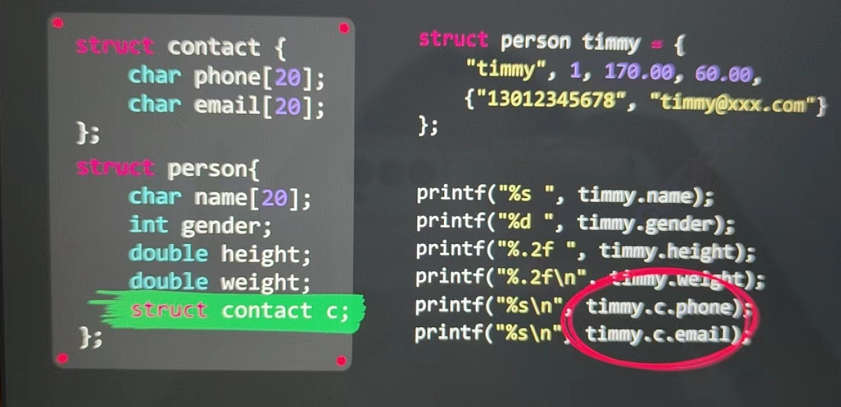 struct contact {
char phone[20];
char email[20];
};
struct person{
char name[20];
int gender;
double height;
double weight;
struct contact c;
};
struct person timmy = {
"timmy", 1, 170.00, 60.00,
{"13012345678", "timmy@xxx.com"}
};
printf("%s ", timmy.name);
printf("%d ", timmy.gender);
printf("%.2f ", timmy.height);
printf("%.2f\n", timmy.weight);
printf("%s\n", timmy.c.phone);
printf("%s\n", timmy.c.email);